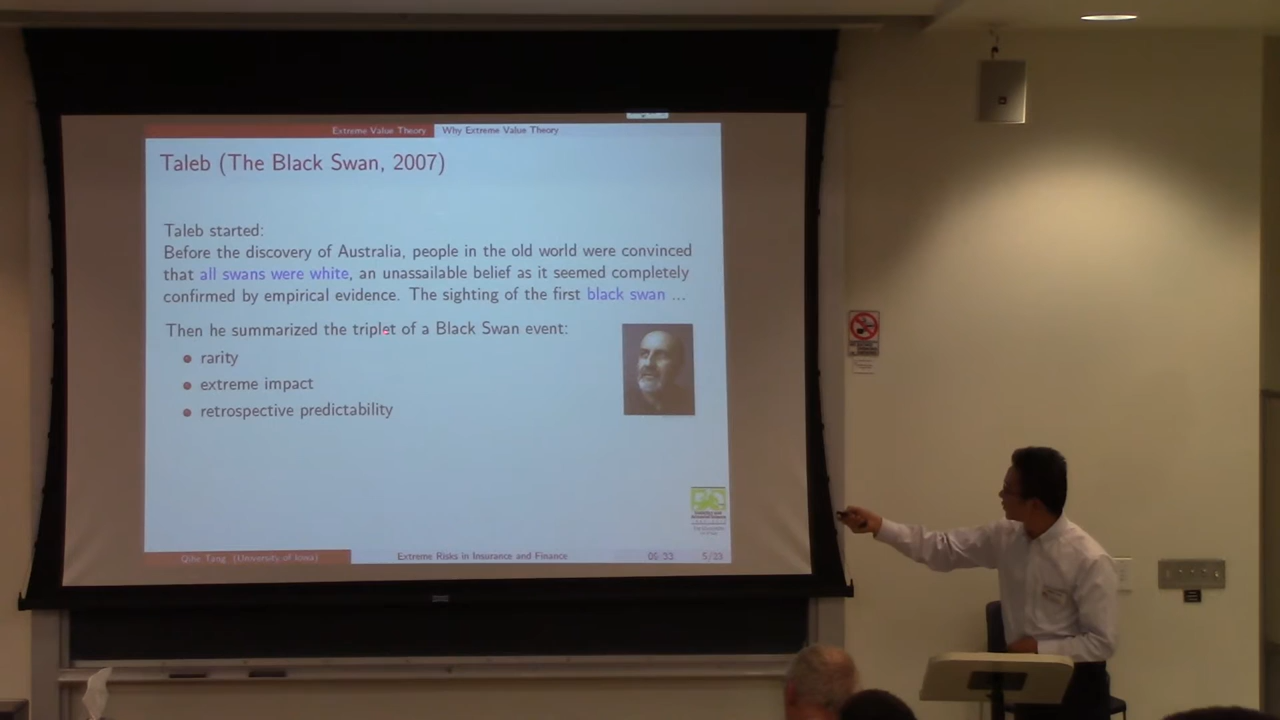 Extreme Value Theory Why Extreme Value Theory
Taleb (The Black Swan, 2007)
Taleb started:
Before the discovery of Australia, people in the old world were convinced
that all swans were white, an unassailable belief as it seemed completely
confirmed by empirical evidence. The sighting of the first black swan ...
Then he summarized the triplet of a Black Swan event:
rarity
extreme impact
retrospective predictability
Qihe Tang (University of Iowa) Extreme Risks in Insurance and Finance 5/23